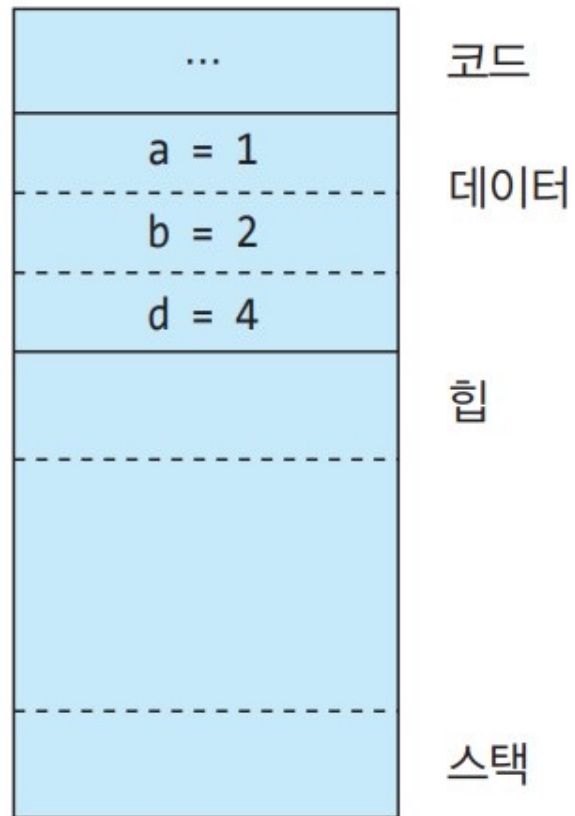 ... 코드
a = 1
데이터
b = 2
d = 4
힙
스택